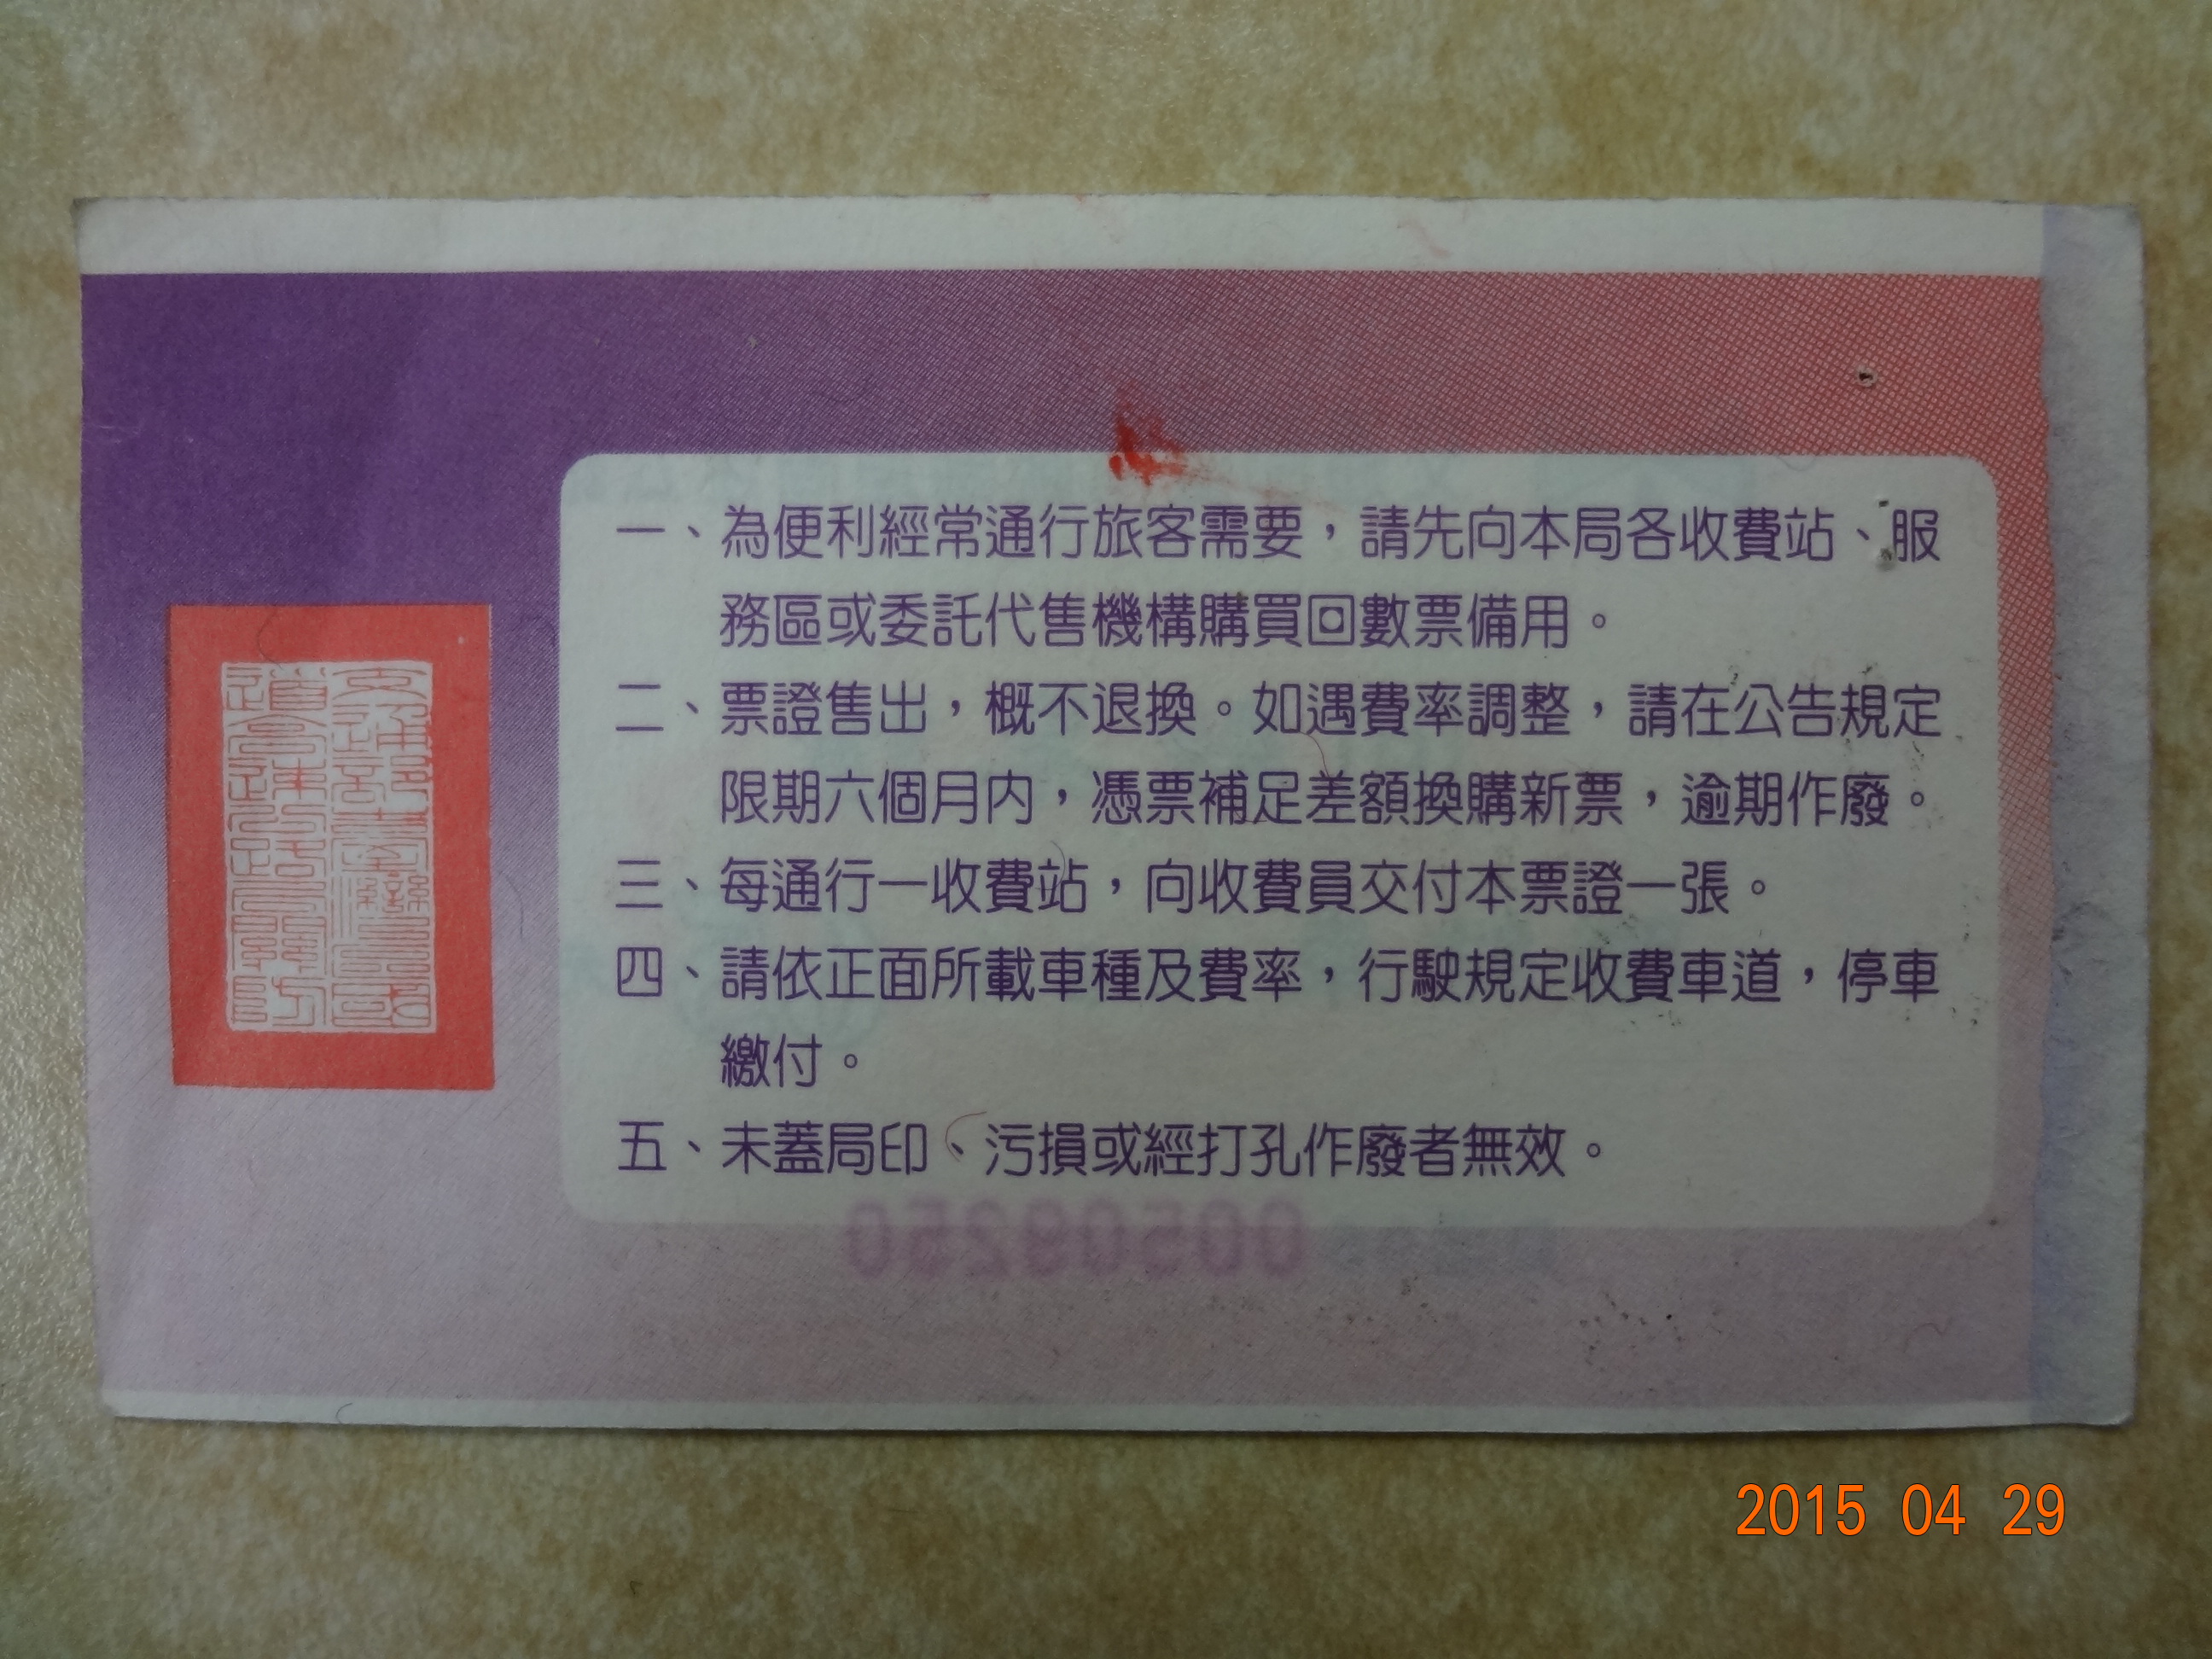 一、為便利經常通行旅客需要，請先向本局各收費站、服
務區或委託代售機構購買回數票備用。
二、票證售出，概不退換。如遇費率調整，請在公告規定
限期六個月內，憑票補足差額換購新票，逾期作廢。
三、每通行一收費站，向收費員交付本票證一張。
四、請依正面所載車種及費率，行駛規定收費車道，停車
繳付。
五、未蓋局印、污損或經打孔作廢者無效。
2015 04 29